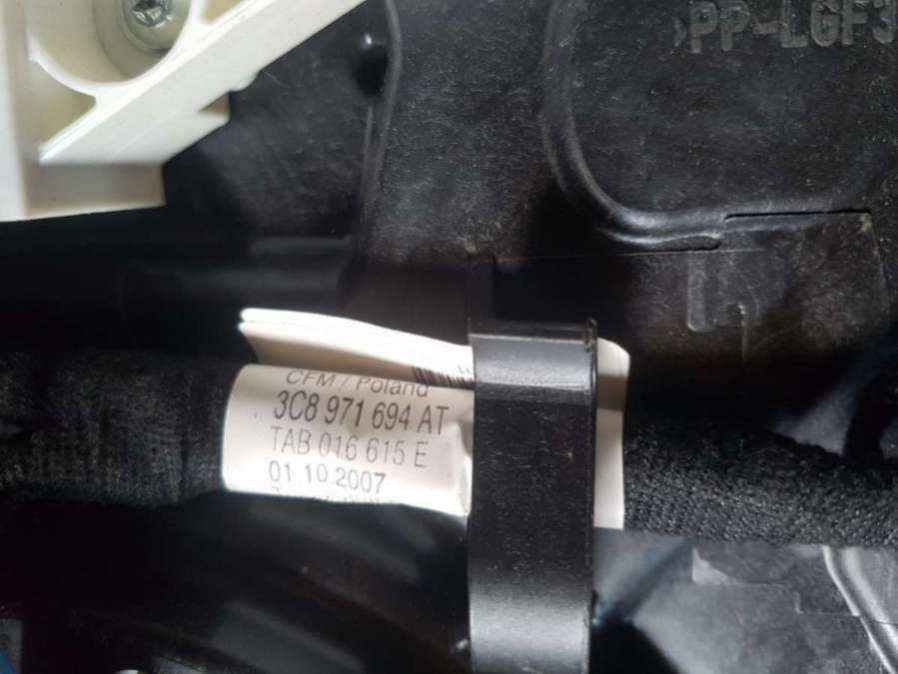 >PP-LGF3
CFM / Poland
3C8 971 694 AT
TAB 016 615 E
01 10.2007